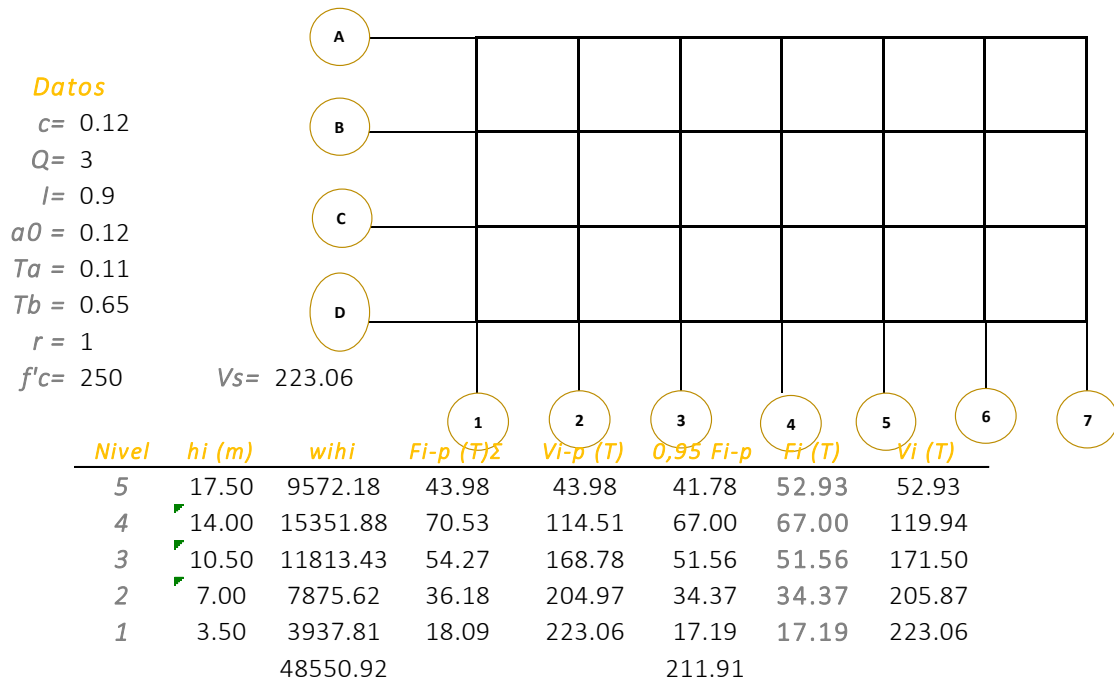 A
B
C
D
Datos
c= 0.12
Q= 3
I= 0.9
a0 = 0.12
Ta = 0.11
Tb = 0.65
r = 1
f'c= 250 Vs= 223.06
1 2 3 4 5 6 7
Nivel hi (m) wihi Fi-p (T)Σ Vi-p (T) 0,95 Fi-p Fi (T) Vi (T)
5 17.50 9572.18 43.98 43.98 41.78 52.93 52.93
4 14.00 15351.88 70.53 114.51 67.00 67.00 119.94
3 10.50 11813.43 54.27 168.78 51.56 51.56 171.50
2 7.00 7875.62 36.18 204.97 34.37 34.37 205.87
1 3.50 3937.81 18.09 223.06 17.19 17.19 223.06
48550.92 211.91